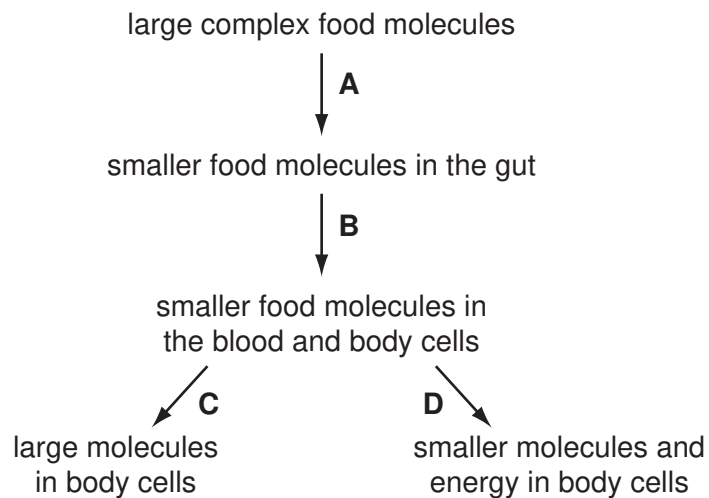 large complex food molecules
A
smaller food molecules in the gut
B
smaller food molecules in
the blood and body cells
C
D
large molecules
in body cells
smaller molecules and
energy in body cells